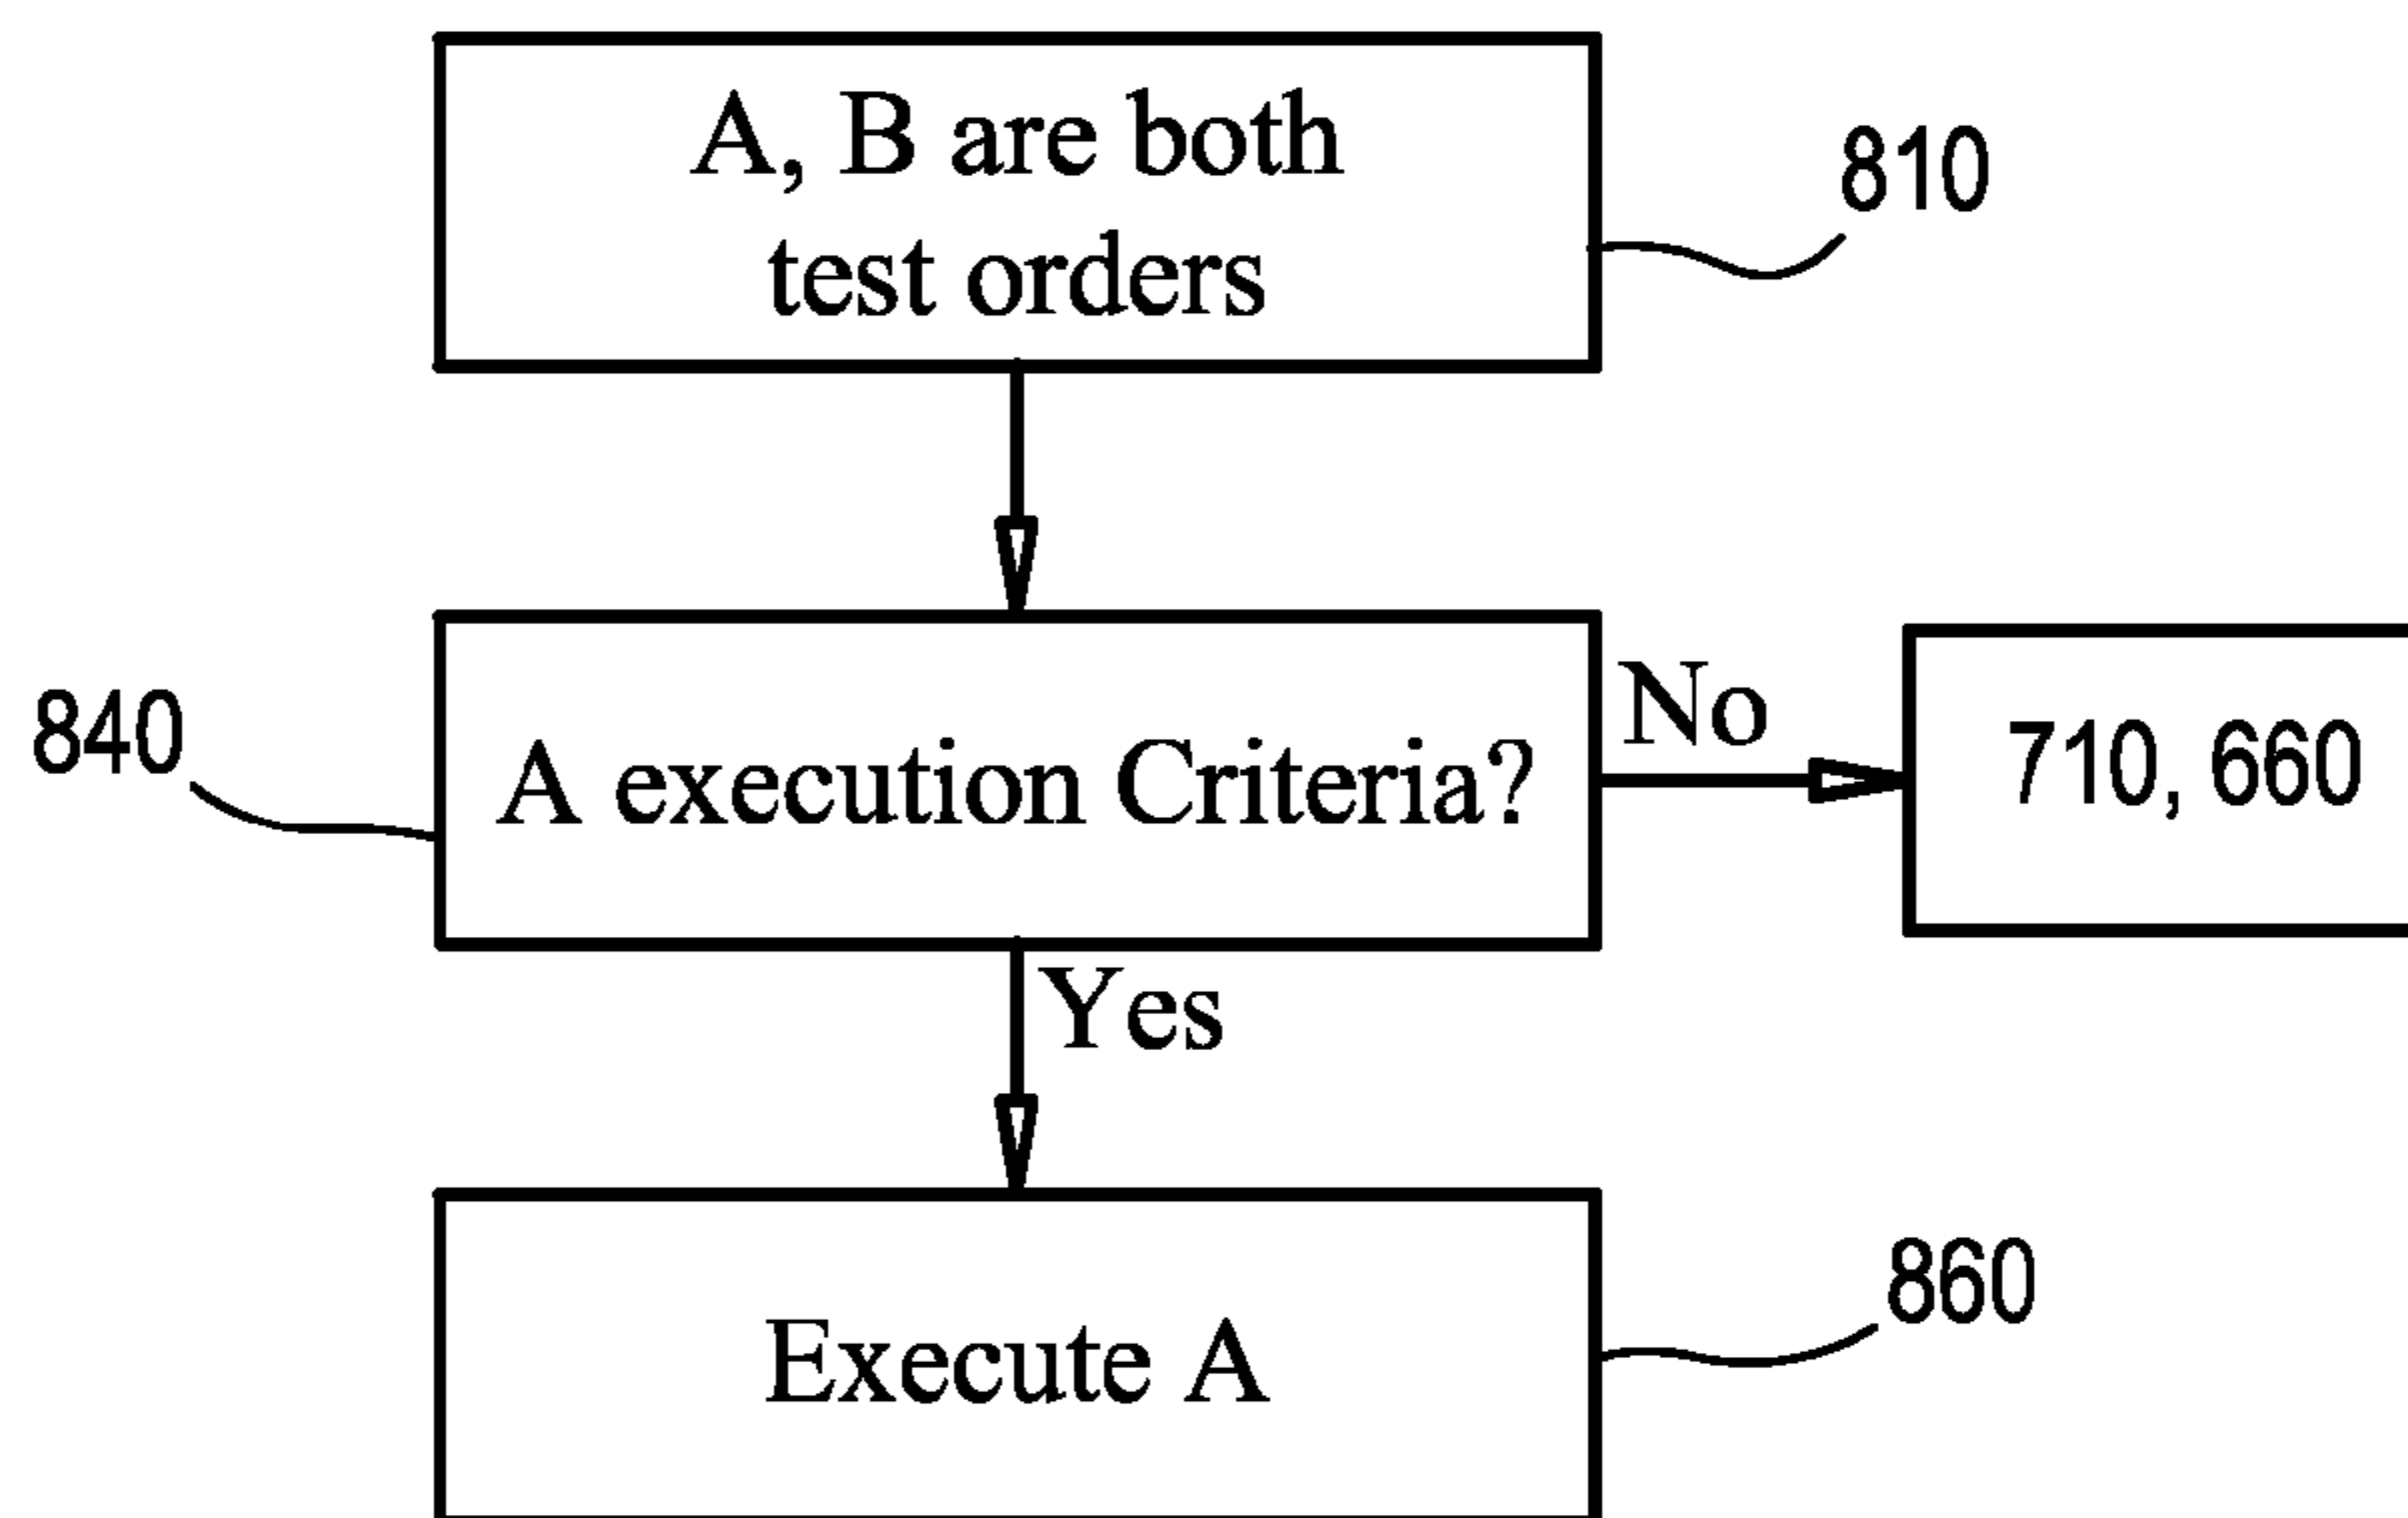 A, B are both
test orders
810
840
A execution Criteria?
No
710, 660
Yes
Execute A
860